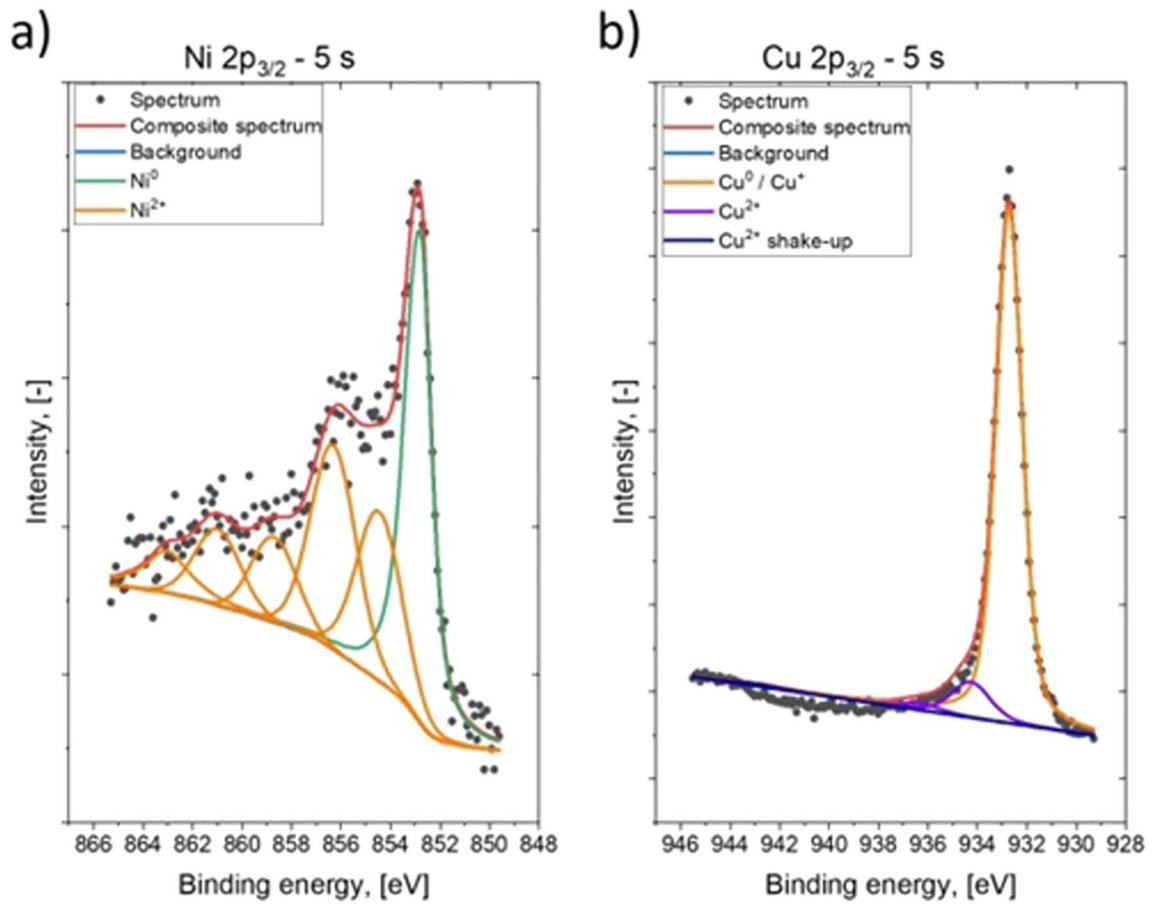 a)
Ni 2p3/2 - 5 s
Spectrum
Composite spectrum
Background
Ni0
Ni2+
Intensity, [-]
866 864 862 860 858 856 854 852 850 848
Binding energy, [eV]
b)
Cu 2p3/2 - 5 s
Spectrum
Composite spectrum
Background
Cu0 / Cu+
Cu2+
Cu2+ shake-up
Intensity, [-]
946 944 942 940 938 936 934 932 930 928
Binding energy, [eV]